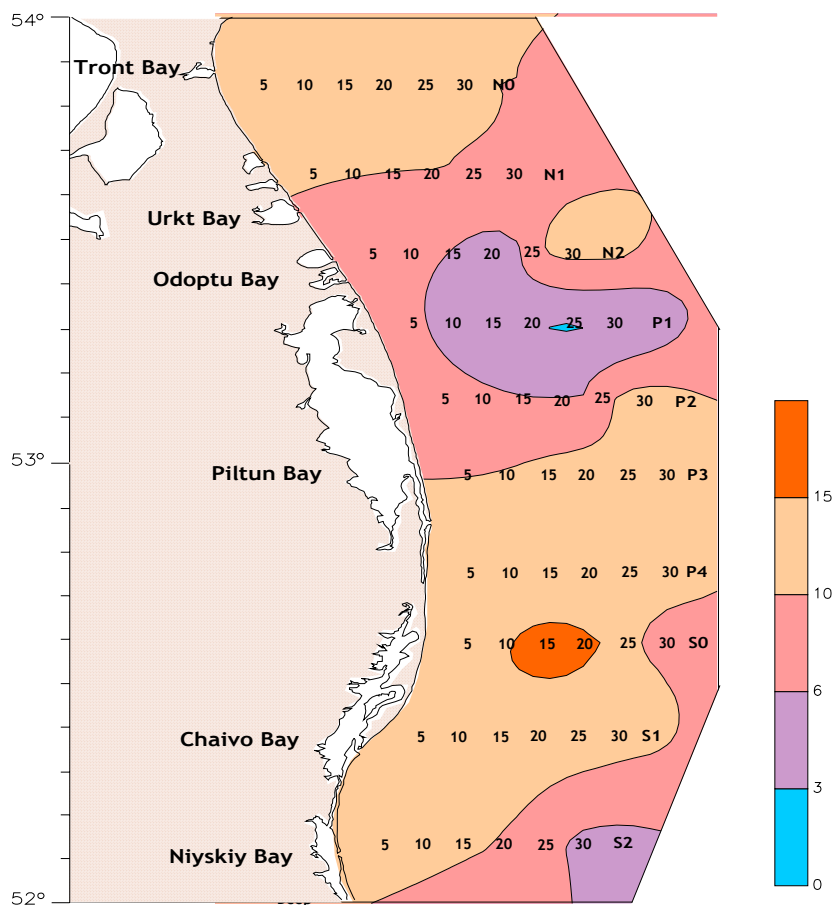 54°
Tront Bay
5 10 15 20 25 30 N0
5 10 15 20 25 30 N1
Urkt Bay
5 10 15 20 25 30 N2
Odoptu Bay
5 10 15 20 25 30 P1
5 10 15 20 25 30 P2
53°
Piltun Bay
5 10 15 20 25 30 P3
15
5 10 15 20 25 30 P4
10
5 10 15 20 25 30 S0
6
Chaivo Bay
5 10 15 20 25 30 S1
3
5 10 15 20 25 30 S2
Niyskiy Bay
0
52°